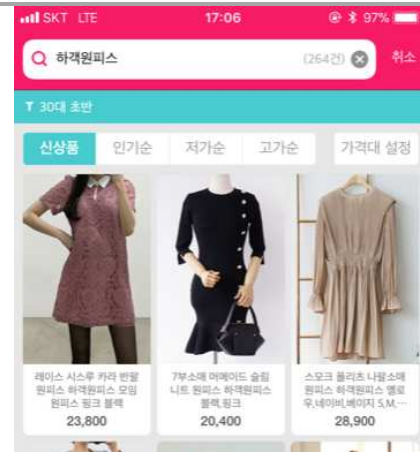 SKT LTE 17:06 97%
하객원피스 (264건) 취소
30대 초반
신상품 인기순 저가순 고가순 가격대 설정
레이스 시스루 카라 반팔
원피스 하객원피스 모임
원피스 핑크 블랙
23,800
7부소매 머메이드 슬림
니트 원피스 하객원피스
블랙,핑크
20,400
스모크 플리츠 나팔소매
원피스 하객원피스 옐로
우,네이비,베이지 S,M,···
28,900